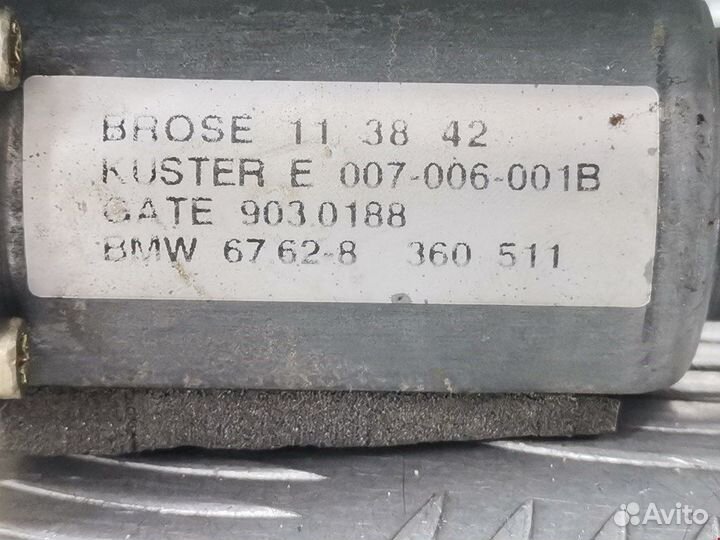 BROSE 11 38 42
KUSTER E 007-006-001B
GATE 903.0188
BMW 67.62-8 360 511
Avito